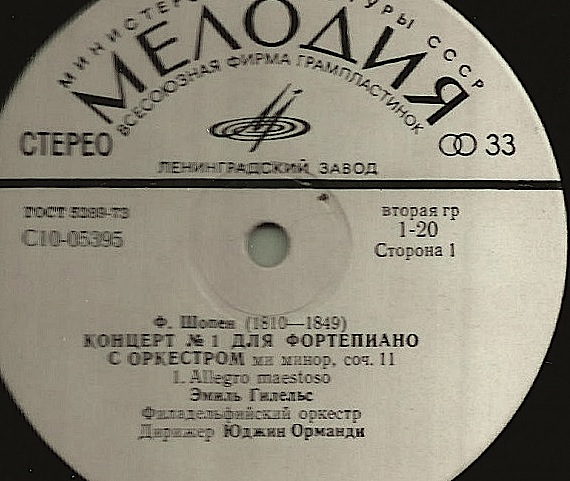 МИНИСТЕРС ТУРЫ СССР
МЕЛОДИЯ
ВСЕСОЮЗНАЯ ФИРМА ГРАМПЛАСТИНОК
СТЕРЕО
33
ЛЕНИНГРАДСКИЙ ЗАВОД
ГОСТ 5289-73
С10-05395
вторая гр
1-20
Сторона 1
Ф. Шопен (1810—1849)
КОНЦЕРТ № 1 ДЛЯ ФОРТЕПИАНО
С ОРКЕСТРОМ ми минор, соч. 11
1. Allegro maestoso
Эмиль Гилельс
Филадельфийский оркестр
Дирижер Юджин Орманди